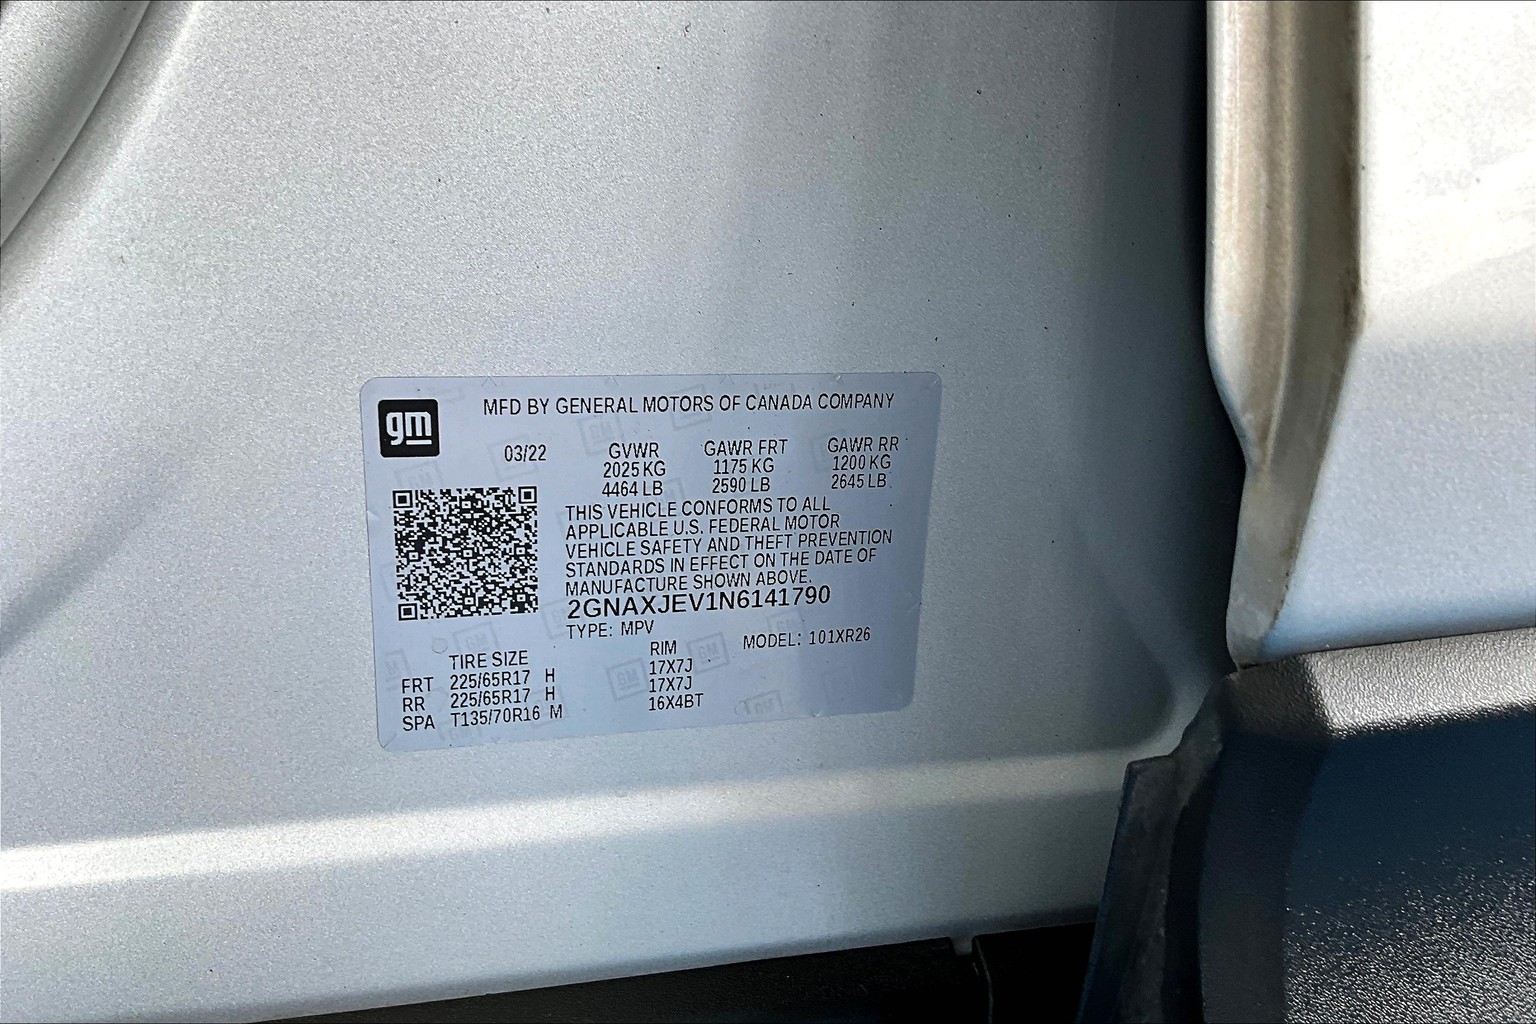 gm
MFD BY GENERAL MOTORS OF CANADA COMPANY
03/22 GVWR GAWR FRT GAWR RR
2025 KG 1175 KG 1200 KG
4464 LB 2590 LB 2645 LB
THIS VEHICLE CONFORMS TO ALL
APPLICABLE U.S. FEDERAL MOTOR
VEHICLE SAFETY AND THEFT PREVENTION
STANDARDS IN EFFECT ON THE DATE OF
MANUFACTURE SHOWN ABOVE.
2GNAXJEV1N6141790
TYPE: MPV MODEL: 101XR26
TIRE SIZE RIM
FRT 225/65R17 H 17X7J
RR 225/65R17 H 17X7J
SPA T135/70R16 M 16X4BT